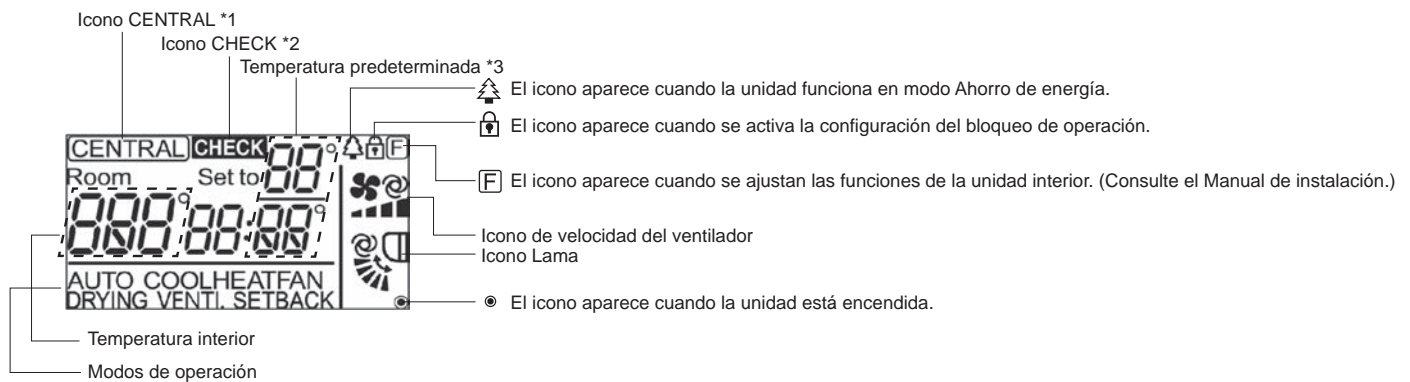 Icono CENTRAL *1
Icono CHECK *2
Temperatura predeterminada *3
El icono aparece cuando la unidad funciona en modo Ahorro de energía.
El icono aparece cuando se activa la configuración del bloqueo de operación.
F El icono aparece cuando se ajustan las funciones de la unidad interior. (Consulte el Manual de instalación.)
CENTRAL CHECK 88° F
Room Set to
888° 88:88°
AUTO COOLHEATFAN
DRYING VENTI. SETBACK
Icono de velocidad del ventilador
Icono Lama
El icono aparece cuando la unidad está encendida.
Temperatura interior
Modos de operación